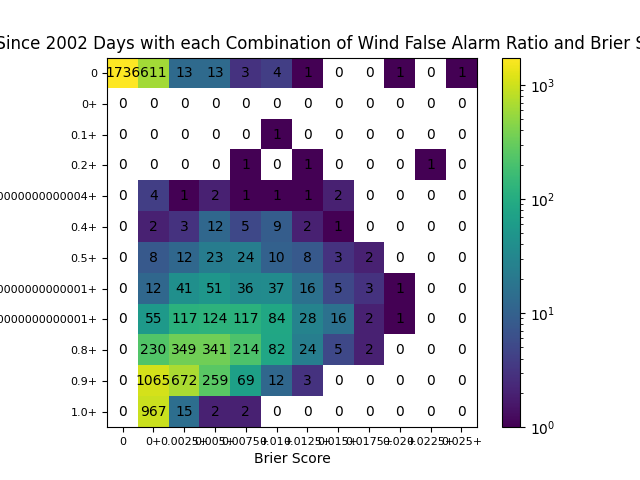 Since 2002 Days with each Combination of Wind False Alarm Ratio and Brier S
0 1736 611 13 13 3 4 1 0 0 1 0 1
0+ 0 0 0 0 0 0 0 0 0 0 0 0
0.1+ 0 0 0 0 0 1 0 0 0 0 0 0
0.2+ 0 0 0 0 1 0 1 0 0 0 1 0
0000000000004+ 0 4 1 2 1 1 1 2 0 0 0 0
0.4+ 0 2 3 12 5 9 2 1 0 0 0 0
0.5+ 0 8 12 23 24 10 8 3 2 0 0 0
000000000001+ 0 12 41 51 36 37 16 5 3 1 0 0
000000000001+ 0 55 117 124 117 84 28 16 2 1 0 0
0.8+ 0 230 349 341 214 82 24 5 2 0 0 0
0.9+ 0 1065 672 259 69 12 3 0 0 0 0 0
1.0+ 0 967 15 2 2 0 0 0 0 0 0 0
0 0+ 0.0025+ 0.005+ 0.0075+ 0.01+ 0.0125+ 0.015+ 0.0175+ 0.02+ 0.0225+ 0.025+
Brier Score
10³
10²
10¹
10⁰